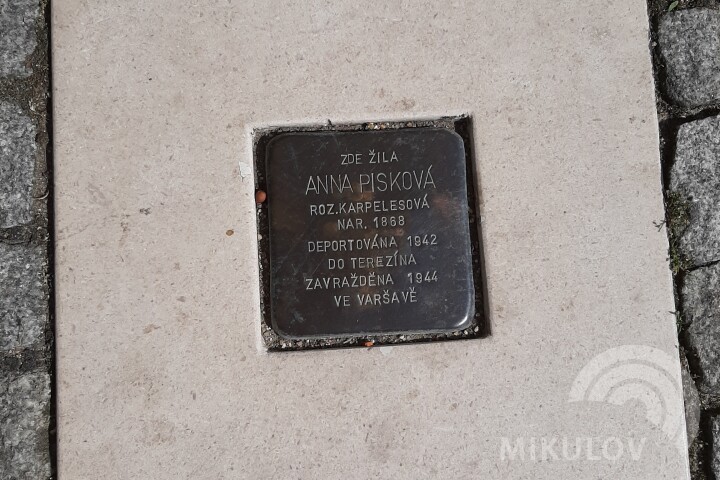 ZDE ŽILA
ANNA PISKOVÁ
ROZ. KARPELESOVÁ
NAR. 1868
DEPORTOVÁNA 1942
DO TEREZÍNA
ZAVRAŽDĚNA 1944
VE VARŠAVĚ
MIKULOV